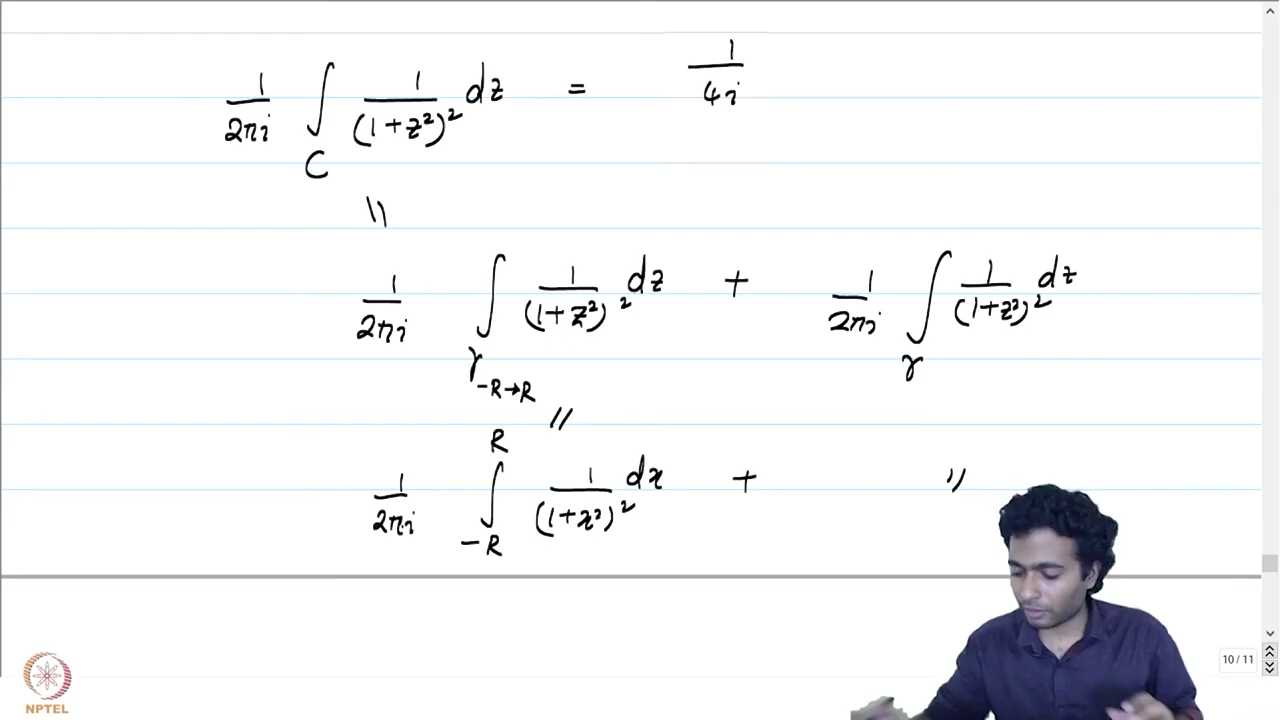 1/2πi ∫_C 1/(1+z²)² dz = 1/4i
||
1/2πi ∫_{γ_{-R→R}} 1/(1+z²)² dz + 1/2πi ∫_γ 1/(1+z²)² dz
//
1/2πi ∫_{-R}^{R} 1/(1+x²)² dx + "
10 / 11
NPTEL